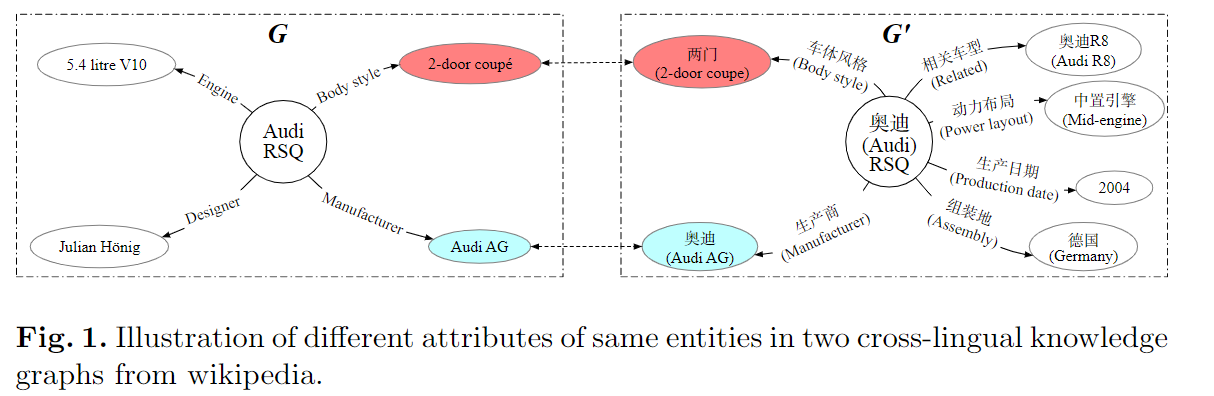 G
5.4 litre V10
Engine
Body style
2-door coupé
Audi
RSQ
Designer
Manufacturer
Julian Hönig
Audi AG
G'
两门
(2-door coupe)
车体风格
(Body style)
相关车型
(Related)
奥迪R8
(Audi R8)
动力布局
(Power layout)
中置引擎
(Mid-engine)
奥迪
(Audi)
RSQ
生产日期
(Production date)
2004
生产商
(Manufacturer)
组装地
(Assembly)
奥迪
(Audi AG)
德国
(Germany)
Fig. 1. Illustration of different attributes of same entities in two cross-lingual knowledge
graphs from wikipedia.